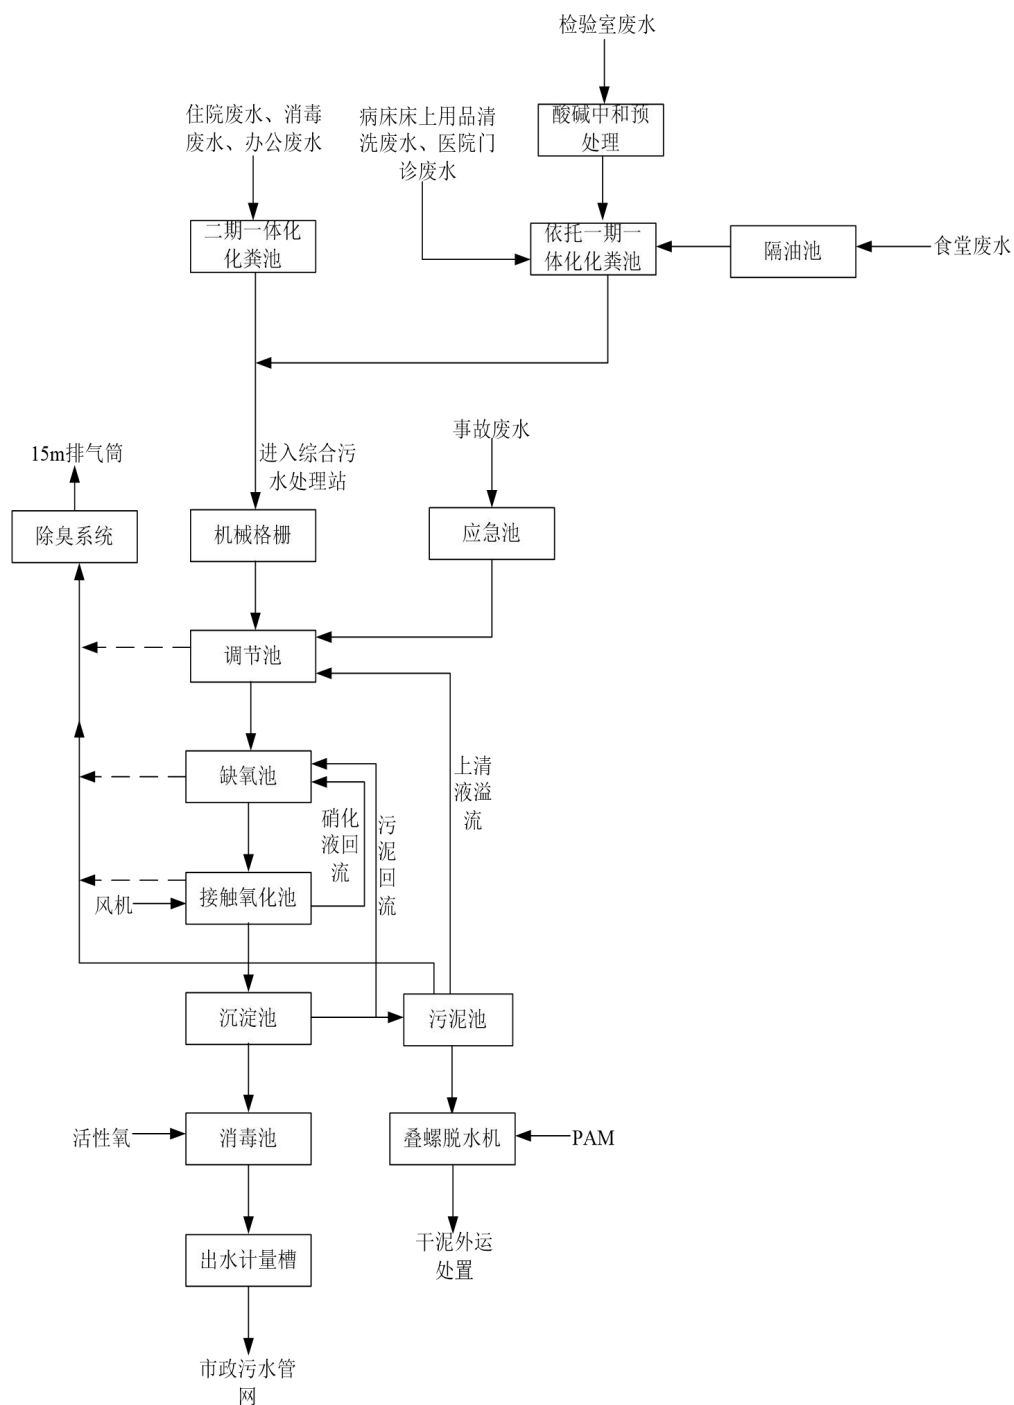 检验室废水
酸碱中和预
处理
住院废水、消毒
废水、办公废水
病床床上用品清
洗废水、医院门
诊废水
二期一体化
化粪池
依托一期一
体化化粪池
隔油池
食堂废水
进入综合污
水处理站
事故废水
15m排气筒
除臭系统
机械格栅
应急池
调节池
缺氧池
上清
液溢
流
硝化
液回
流
污
泥
回
流
接触氧化池
风机
沉淀池
污泥池
活性氧
消毒池
叠螺脱水机
PAM
出水计量槽
干泥外运
处置
市政污水管
网